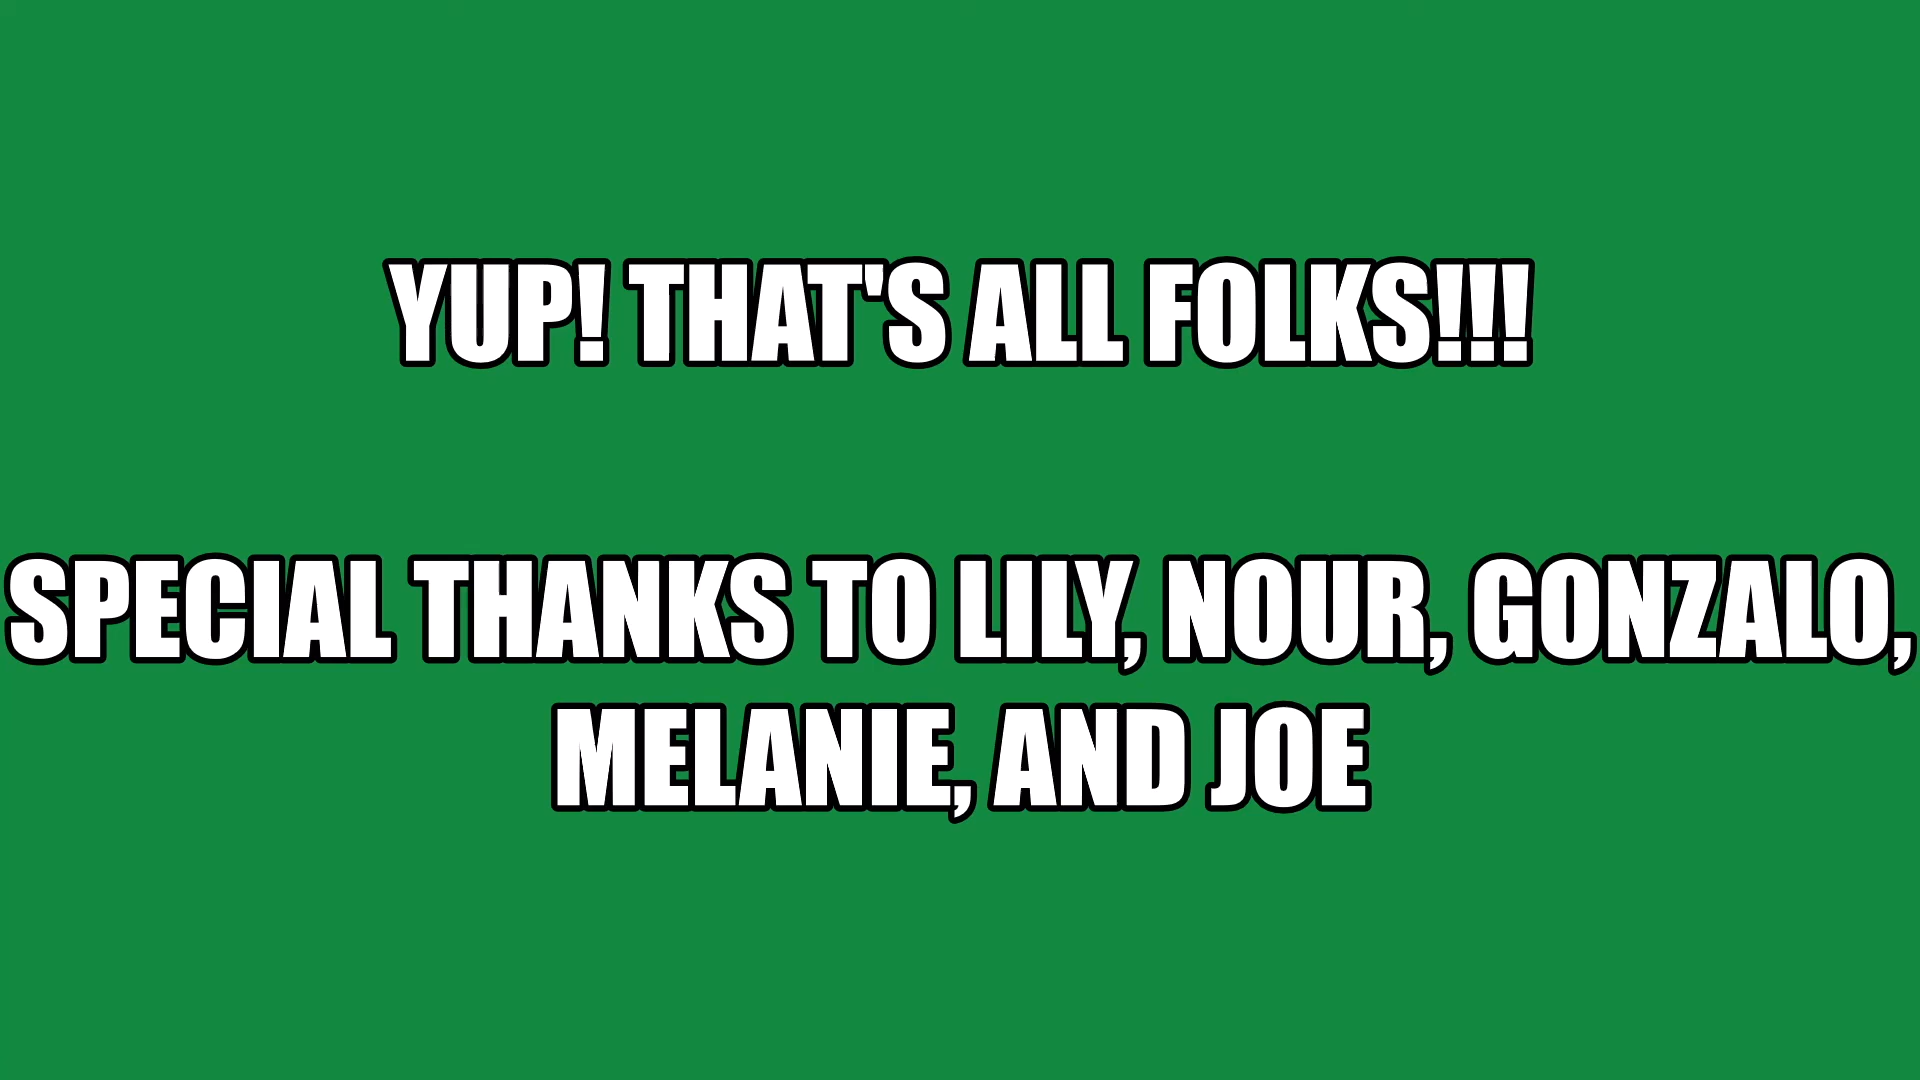 YUP! THAT'S ALL FOLKS!!!
SPECIAL THANKS TO LILY, NOUR, GONZALO,
MELANIE, AND JOE